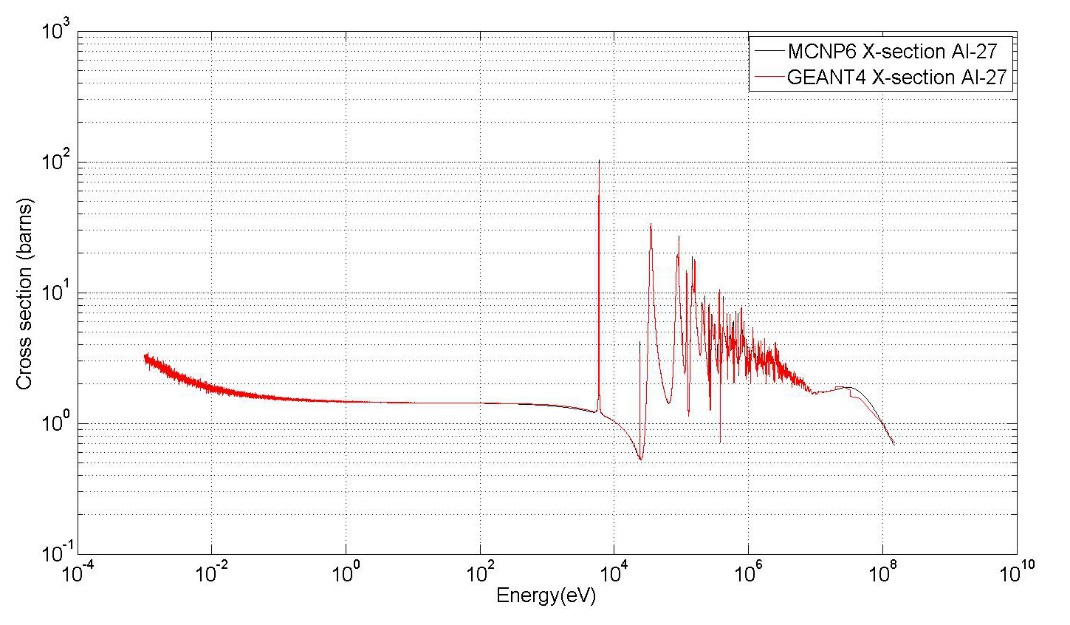 10^3
MCNP6 X-section Al-27
GEANT4 X-section Al-27
10^2
10^1
10^0
10^-1
Cross section (barns)
10^-4 10^-2 10^0 10^2 10^4 10^6 10^8 10^10
Energy(eV)